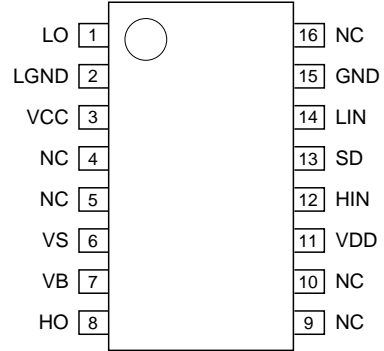 LO 1 16 NC
LGND 2 15 GND
VCC 3 14 LIN
NC 4 13 SD
NC 5 12 HIN
VS 6 11 VDD
VB 7 10 NC
HO 8 9 NC